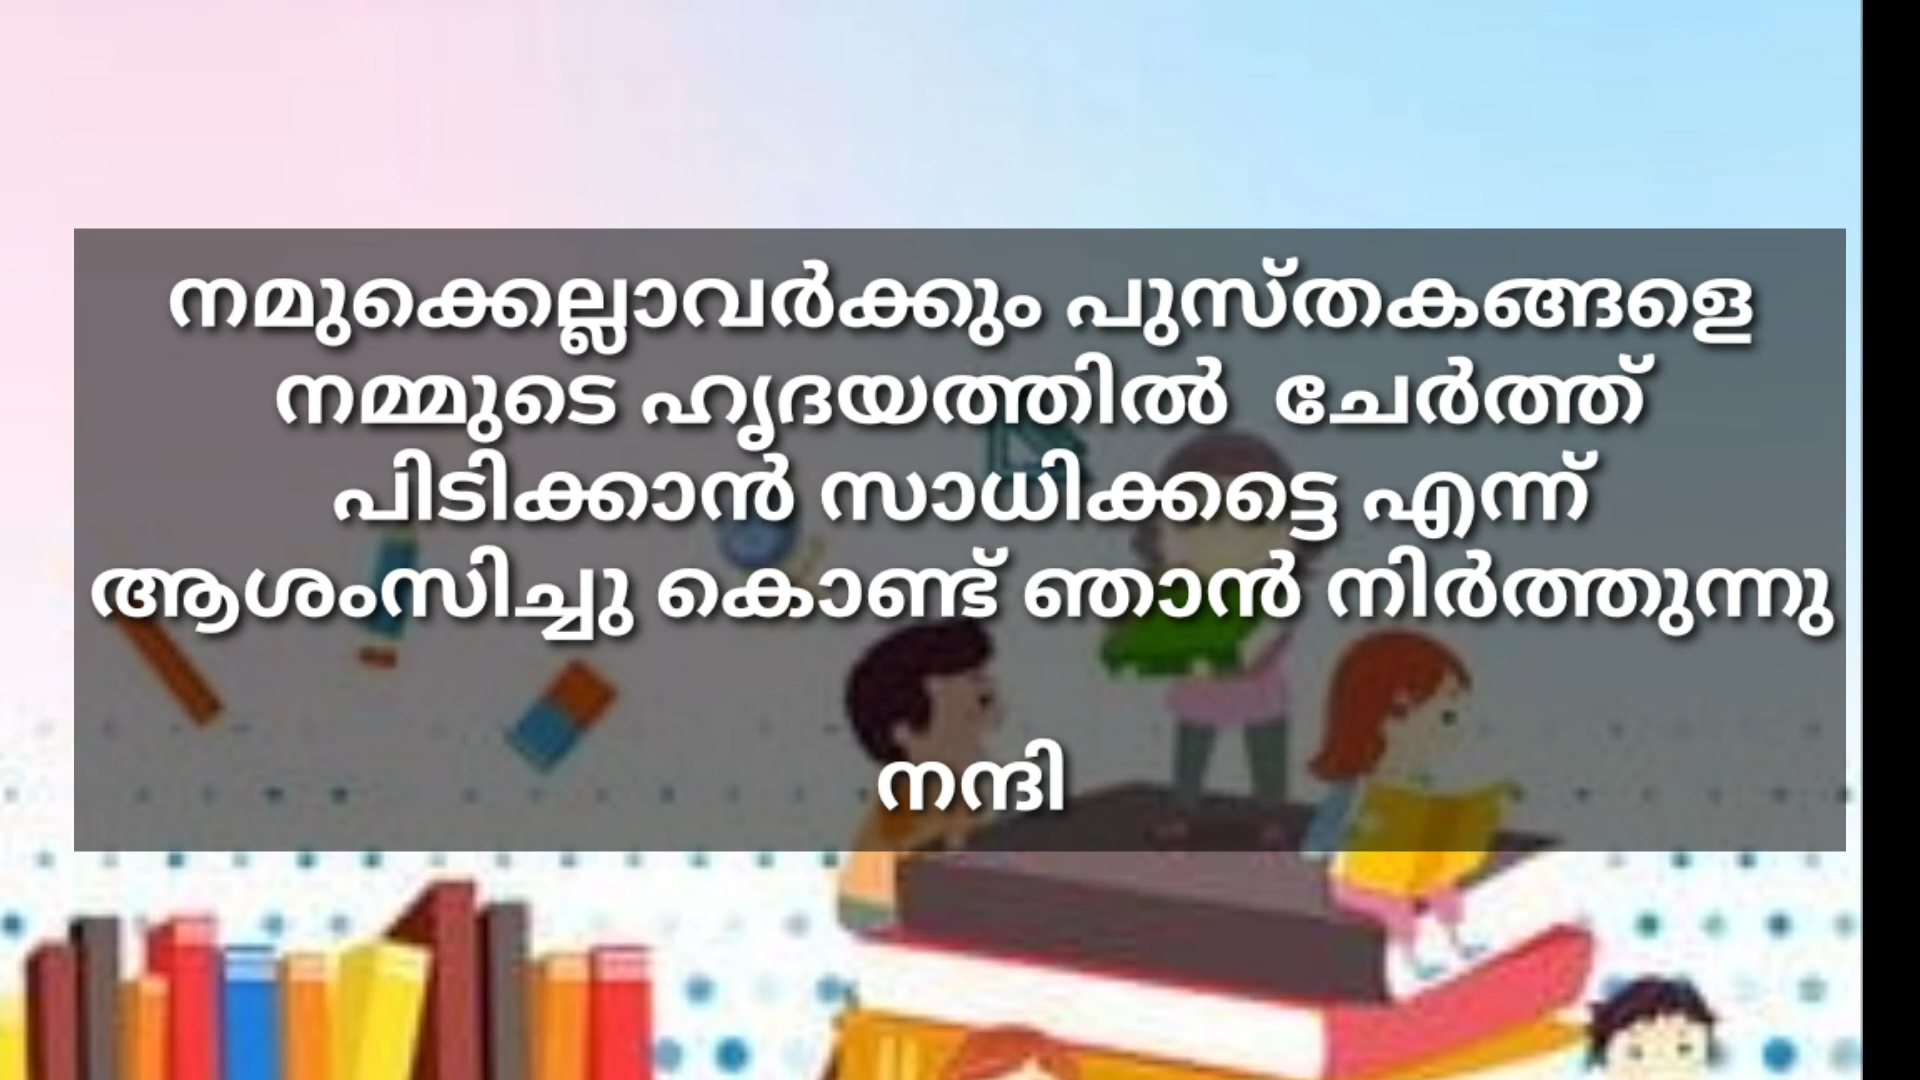 നമുക്കെല്ലാവർക്കും പുസ്തകങ്ങളെ
നമ്മുടെ ഹൃദയത്തിൽ ചേർത്ത്
പിടിക്കാൻ സാധിക്കട്ടെ എന്ന്
ആശംസിച്ചു കൊണ്ട് ഞാൻ നിർത്തുന്നു
നന്ദി